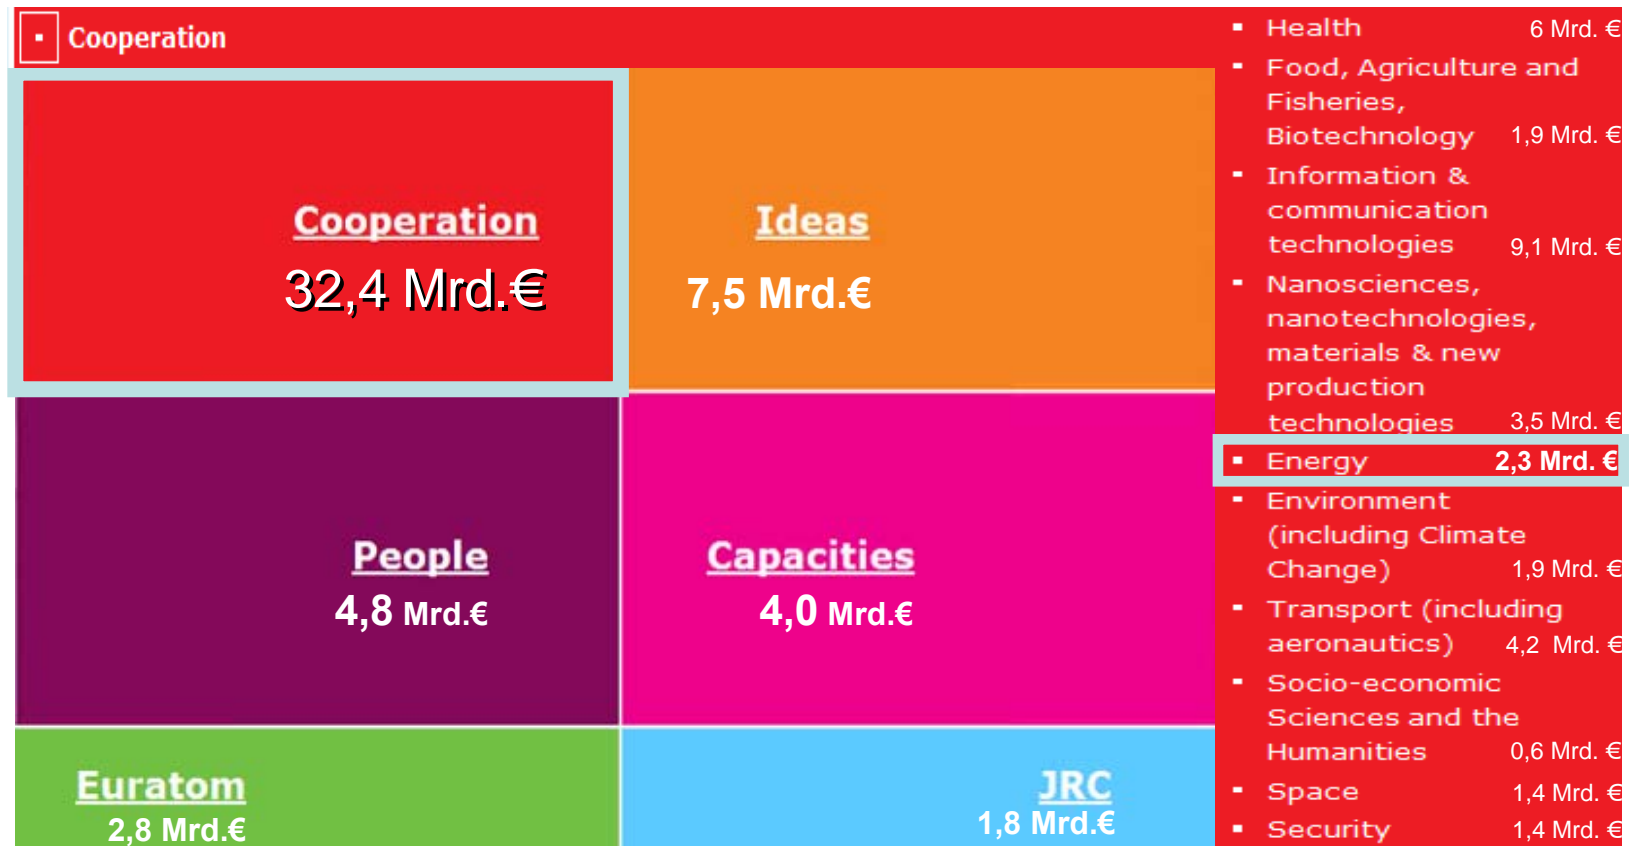 Cooperation
Cooperation
32,4 Mrd.€
Ideas
7,5 Mrd.€
People
4,8 Mrd.€
Capacities
4,0 Mrd.€
Euratom
2,8 Mrd.€
JRC
1,8 Mrd.€
▪ Health 6 Mrd. €
▪ Food, Agriculture and
Fisheries,
Biotechnology 1,9 Mrd. €
▪ Information &
communication
technologies 9,1 Mrd. €
▪ Nanosciences,
nanotechnologies,
materials & new
production
technologies 3,5 Mrd. €
▪ Energy 2,3 Mrd. €
▪ Environment
(including Climate
Change) 1,9 Mrd. €
▪ Transport (including
aeronautics) 4,2 Mrd. €
▪ Socio-economic
Sciences and the
Humanities 0,6 Mrd. €
▪ Space 1,4 Mrd. €
▪ Security 1,4 Mrd. €